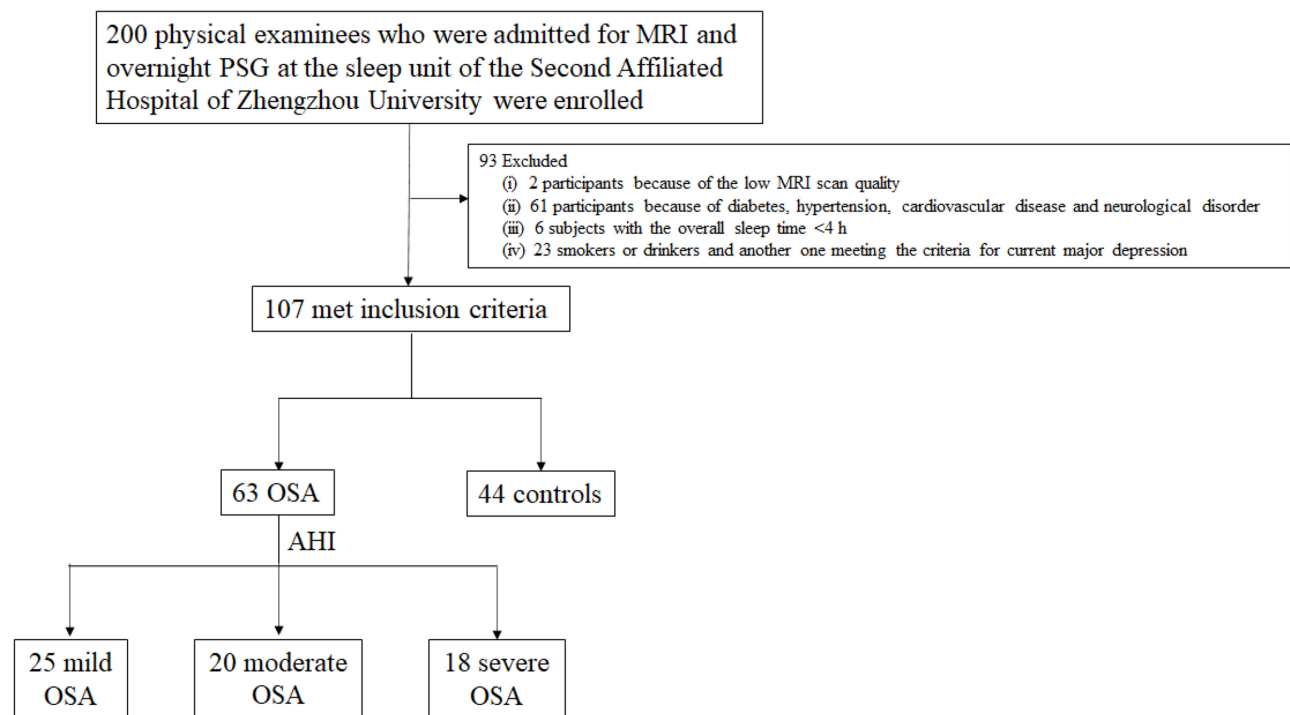 200 physical examinees who were admitted for MRI and
overnight PSG at the sleep unit of the Second Affiliated
Hospital of Zhengzhou University were enrolled
93 Excluded
(i) 2 participants because of the low MRI scan quality
(ii) 61 participants because of diabetes, hypertension, cardiovascular disease and neurological disorder
(iii) 6 subjects with the overall sleep time <4 h
(iv) 23 smokers or drinkers and another one meeting the criteria for current major depression
107 met inclusion criteria
63 OSA
44 controls
AHI
25 mild
OSA
20 moderate
OSA
18 severe
OSA